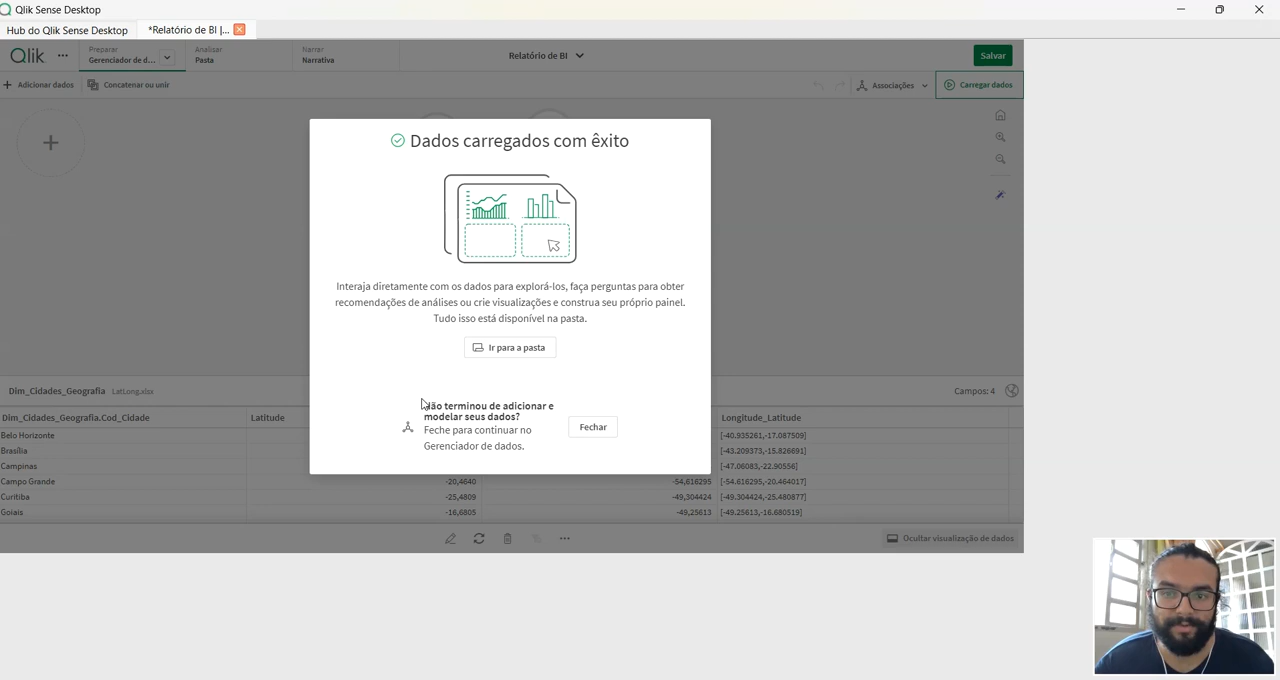 Qlik Sense Desktop
Hub do Qlik Sense Desktop
*Relatório de BI |...
Qlik
Preparar
Gerenciador de d...
Analisar
Pasta
Narrar
Narrativa
Relatório de BI
Salvar
Adicionar dados
Concatenar ou unir
Associações
Carregar dados
Dados carregados com êxito
Interaja diretamente com os dados para explorá-los, faça perguntas para obter
recomendações de análises ou crie visualizações e construa seu próprio painel.
Tudo isso está disponível na pasta.
Ir para a pasta
Não terminou de adicionar e
modelar seus dados?
Feche para continuar no
Gerenciador de dados.
Fechar
Dim_Cidades_Geografia LatLong.xlsx
Campos: 4
Dim_Cidades_Geografia.Cod_Cidade Latitude Longitude_Latitude
Belo Horizonte [-40.935261,-17.087509]
Brasília [-43.209373,-15.826691]
Campinas [-47.06083,-22.90556]
Campo Grande -20,4640 -54,616295 [-54.616295,-20.464017]
Curitiba -25,4809 -49,304424 [-49.304424,-25.480877]
Goiais -16,6805 -49,25613 [-49.25613,-16.680519]
Ocultar visualização de dados